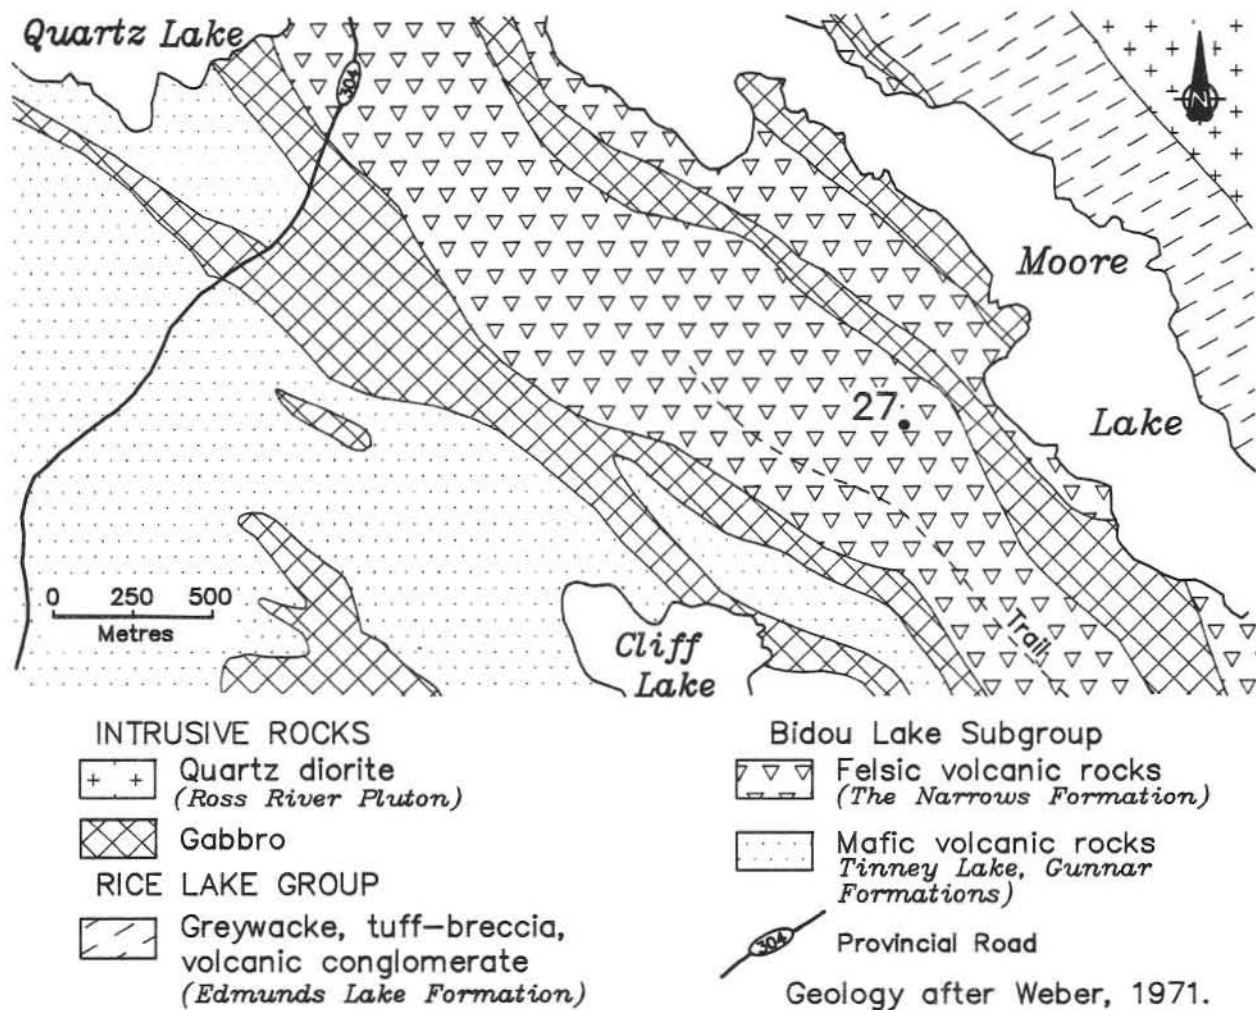 Quartz Lake
304
N
Moore
Lake
27
0 250 500
Metres
Cliff
Lake
Trail
INTRUSIVE ROCKS
Quartz diorite
(Ross River Pluton)
Gabbro
RICE LAKE GROUP
Greywacke, tuff-breccia,
volcanic conglomerate
(Edmunds Lake Formation)
Bidou Lake Subgroup
Felsic volcanic rocks
(The Narrows Formation)
Mafic volcanic rocks
Tinney Lake, Gunnar
Formations)
304
Provincial Road
Geology after Weber, 1971.